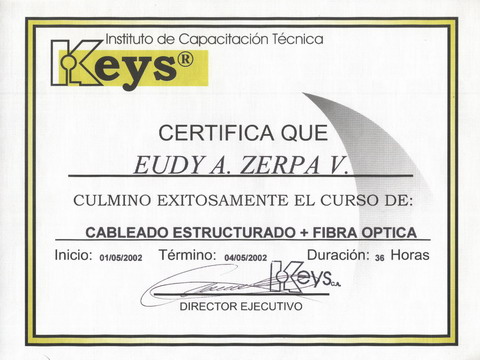 Instituto de Capacitación Técnica
Keys®
CERTIFICA QUE
EUDY A. ZERPA V.
CULMINO EXITOSAMENTE EL CURSO DE:
CABLEADO ESTRUCTURADO + FIBRA OPTICA
Inicio: 01/05/2002 Término: 04/05/2002 Duración: 36 Horas
Keys C.A.
DIRECTOR EJECUTIVO